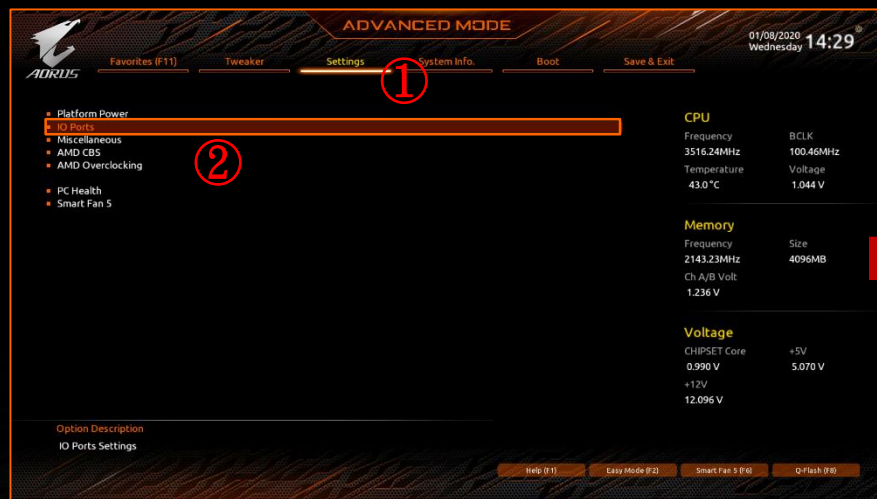 ADVANCED MODE
01/08/2020 Wednesday 14:29
AORUS
Favorites (F11) Tweaker Settings System Info. Boot Save & Exit
①
Platform Power
IO Ports
Miscellaneous
AMD CBS
②
AMD Overclocking
PC Health
Smart Fan 5
CPU
Frequency BCLK
3516.24MHz 100.46MHz
Temperature Voltage
43.0°C 1.044 V
Memory
Frequency Size
2143.23MHz 4096MB
Ch A/B Volt
1.236 V
Voltage
CHIPSET Core +5V
0.990 V 5.070 V
+12V
12.096 V
Option Description
IO Ports Settings
Help (F1) Easy Mode (F2) Smart Fan 5 (F6) Q-Flash (F8)